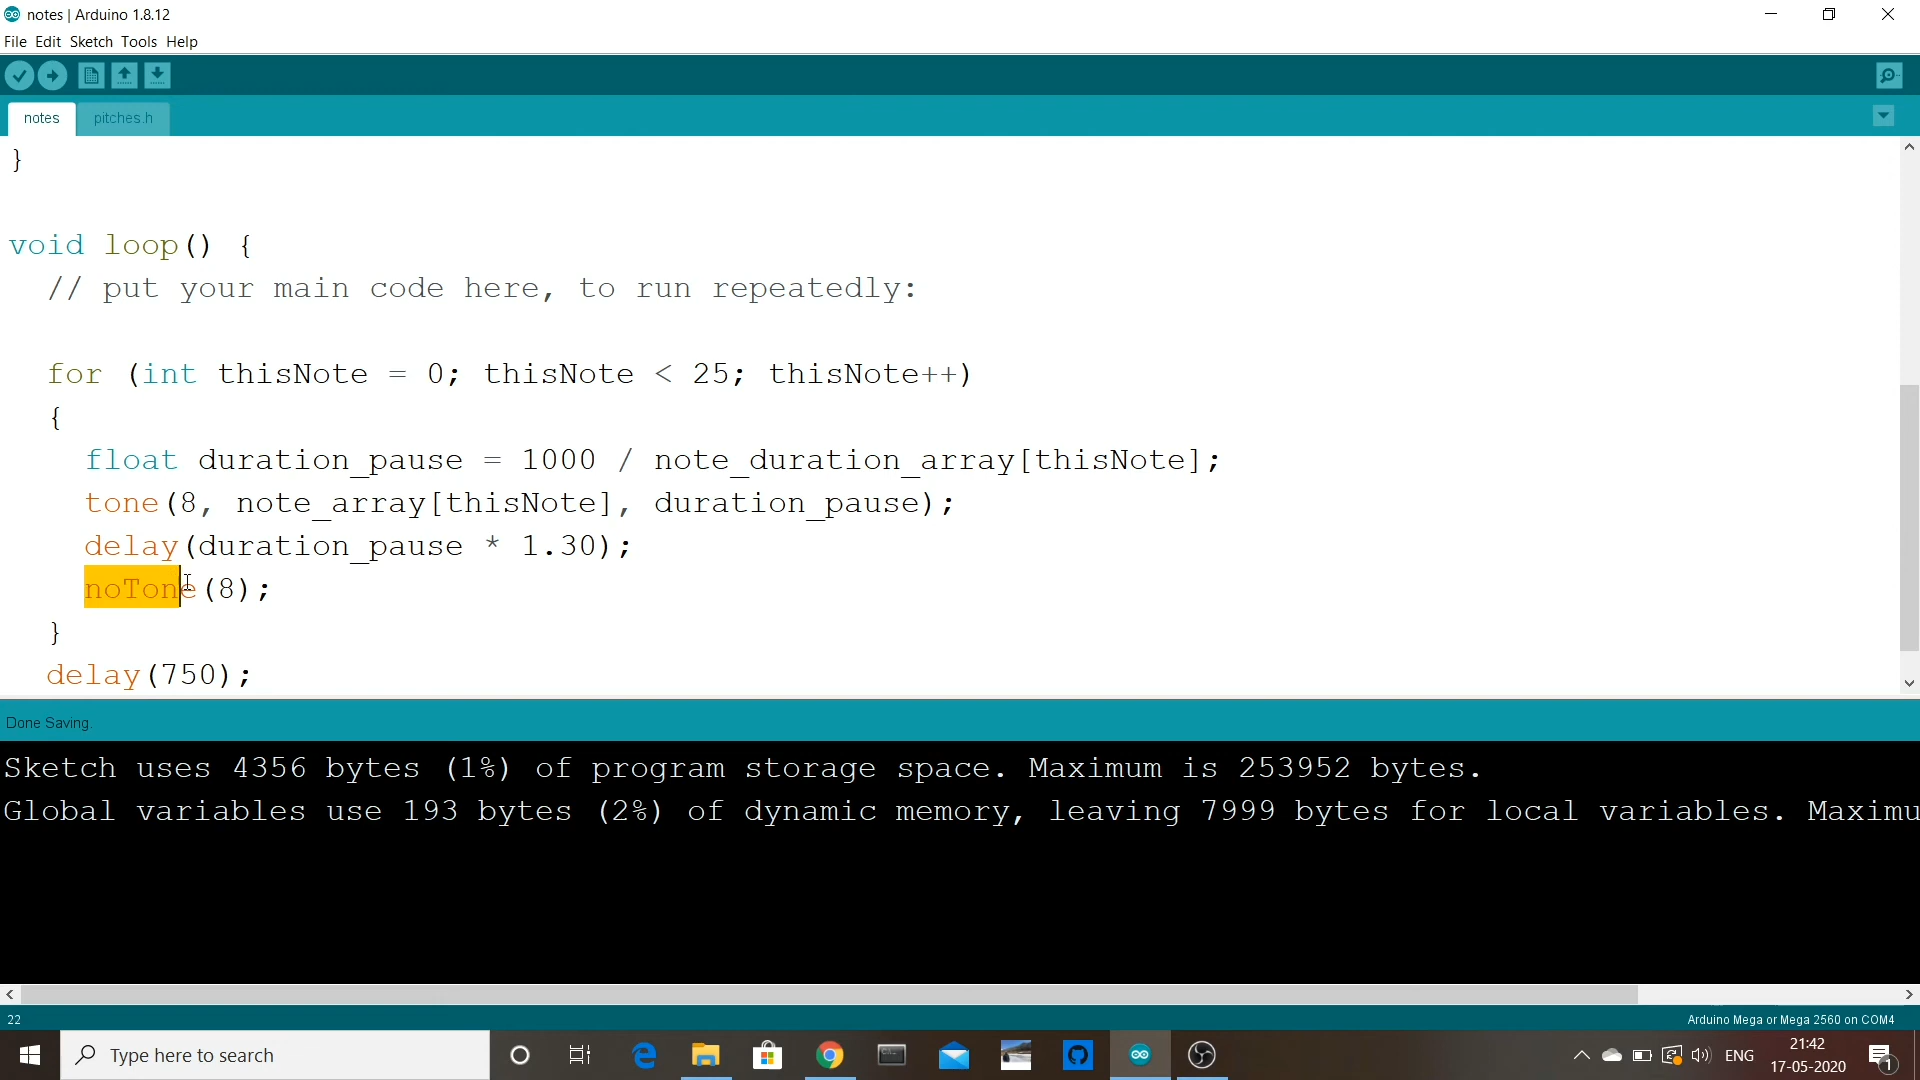 notes | Arduino 1.8.12
File Edit Sketch Tools Help
notes pitches.h
}
void loop() {
// put your main code here, to run repeatedly:
for (int thisNote = 0; thisNote < 25; thisNote++)
{
float duration_pause = 1000 / note_duration_array[thisNote];
tone(8, note_array[thisNote], duration_pause);
delay(duration_pause * 1.30);
noTone(8);
}
delay(750);
Done Saving.
Sketch uses 4356 bytes (1%) of program storage space. Maximum is 253952 bytes.
Global variables use 193 bytes (2%) of dynamic memory, leaving 7999 bytes for local variables. Maximu
22 Arduino Mega or Mega 2560 on COM4
Type here to search
ENG
21:42
17-05-2020
1